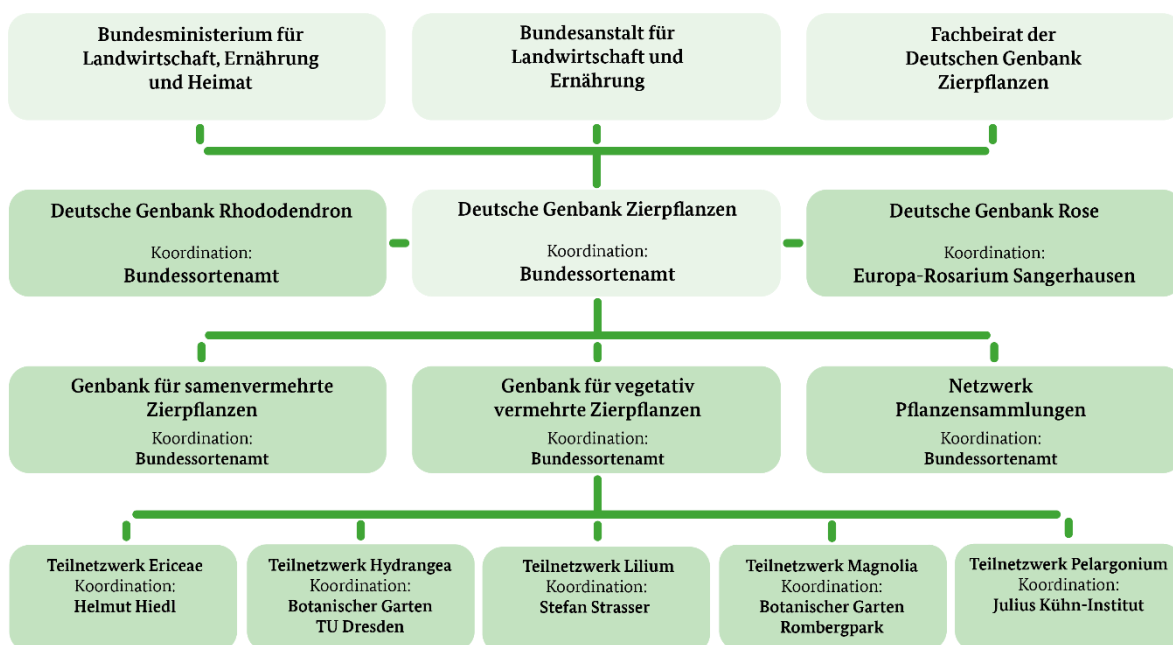 Bundesministerium für
Landwirtschaft, Ernährung
und Heimat
Bundesanstalt für
Landwirtschaft und
Ernährung
Fachbeirat der
Deutschen Genbank
Zierpflanzen
Deutsche Genbank Rhododendron
Koordination:
Bundessortenamt
Deutsche Genbank Zierpflanzen
Koordination:
Bundessortenamt
Deutsche Genbank Rose
Koordination:
Europa-Rosarium Sangerhausen
Genbank für samenvermehrte
Zierpflanzen
Koordination:
Bundessortenamt
Genbank für vegetativ
vermehrte Zierpflanzen
Koordination:
Bundessortenamt
Netzwerk
Pflanzensammlungen
Koordination:
Bundessortenamt
Teilnetzwerk Ericeae
Koordination:
Helmut Hiedl
Teilnetzwerk Hydrangea
Koordination:
Botanischer Garten
TU Dresden
Teilnetzwerk Lilium
Koordination:
Stefan Strasser
Teilnetzwerk Magnolia
Koordination:
Botanischer Garten
Rombergpark
Teilnetzwerk Pelargonium
Koordination:
Julius Kühn-Institut